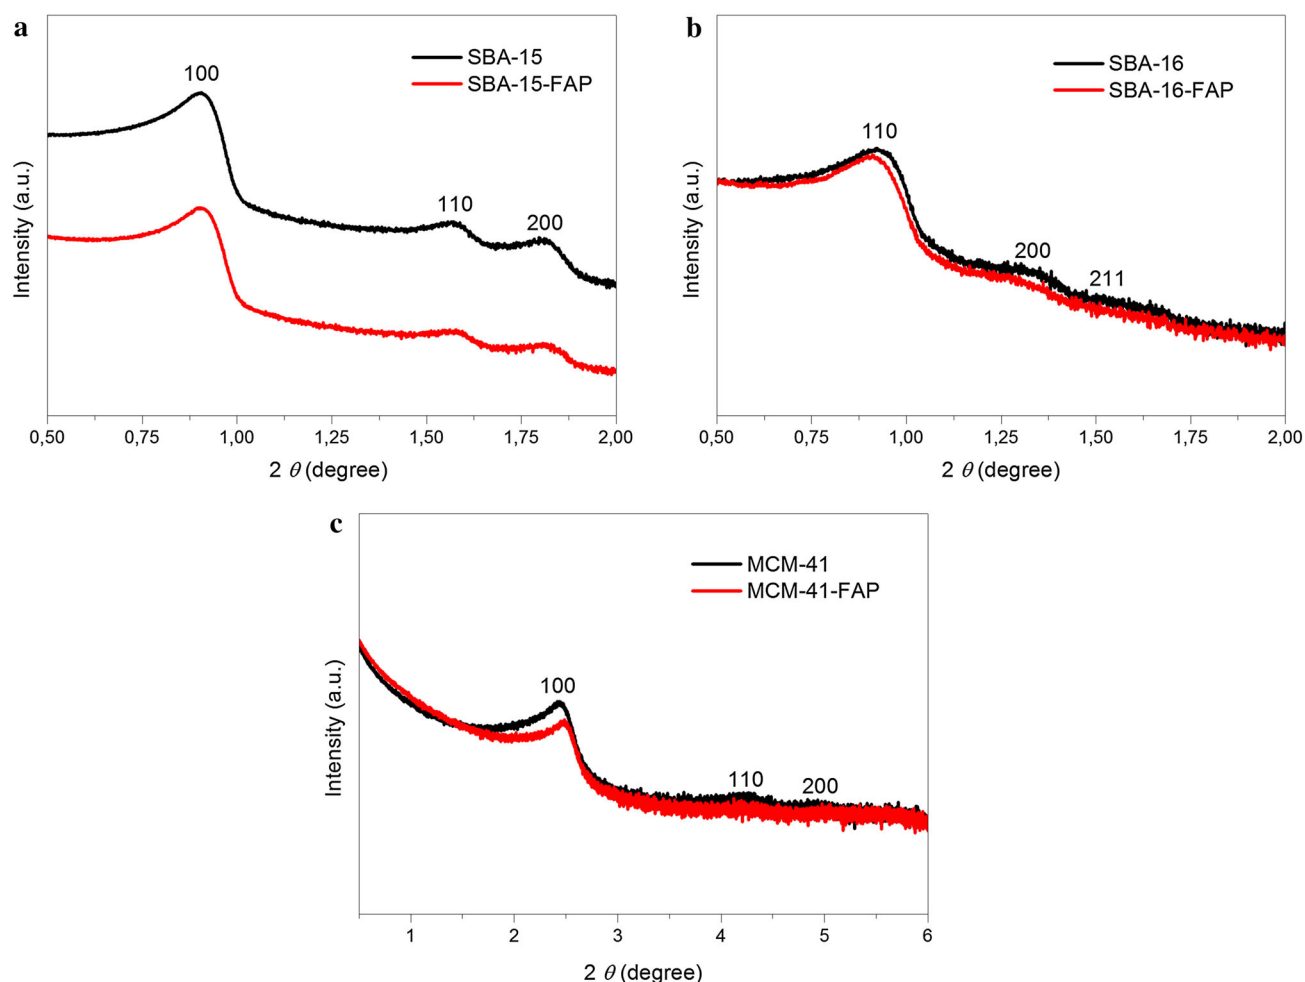 a
SBA-15
SBA-15-FAP
100
110
200
Intensity (a.u.)
0,50 0,75 1,00 1,25 1,50 1,75 2,00
2 θ (degree)
b
SBA-16
SBA-16-FAP
110
200
211
Intensity (a.u.)
0,50 0,75 1,00 1,25 1,50 1,75 2,00
2 θ (degree)
c
MCM-41
MCM-41-FAP
100
110
200
Intensity (a.u.)
1 2 3 4 5 6
2 θ (degree)